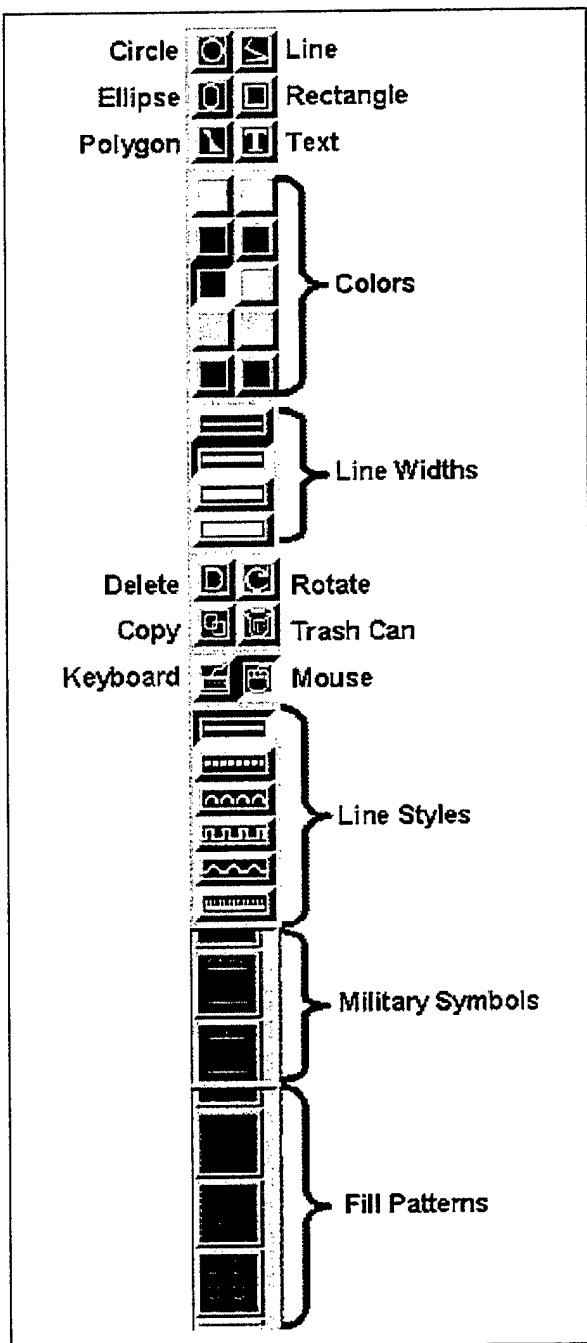 Circle Line
Ellipse Rectangle
Polygon T Text
Colors
Line Widths
Delete D Rotate
Copy Trash Can
Keyboard Mouse
Line Styles
Military Symbols
Fill Patterns